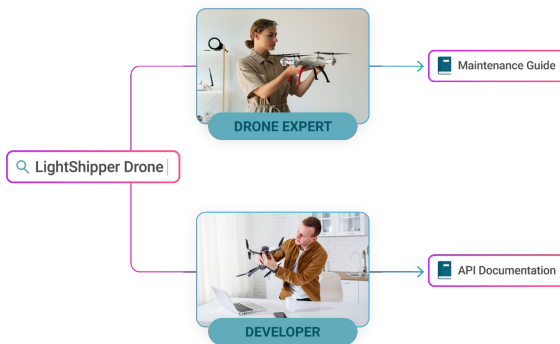 DRONE EXPERT
Maintenance Guide
LightShipper Drone
DEVELOPER
API Documentation